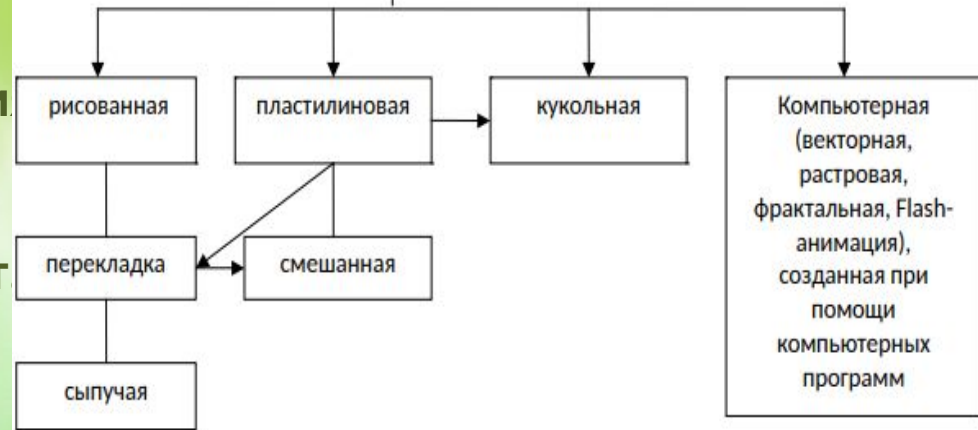 рисованная
пластилиновая
кукольная
Компьютерная
(векторная,
растровая,
фрактальная, Flash-
анимация),
созданная при
помощи
компьютерных
программ
перекладка
смешанная
сыпучая